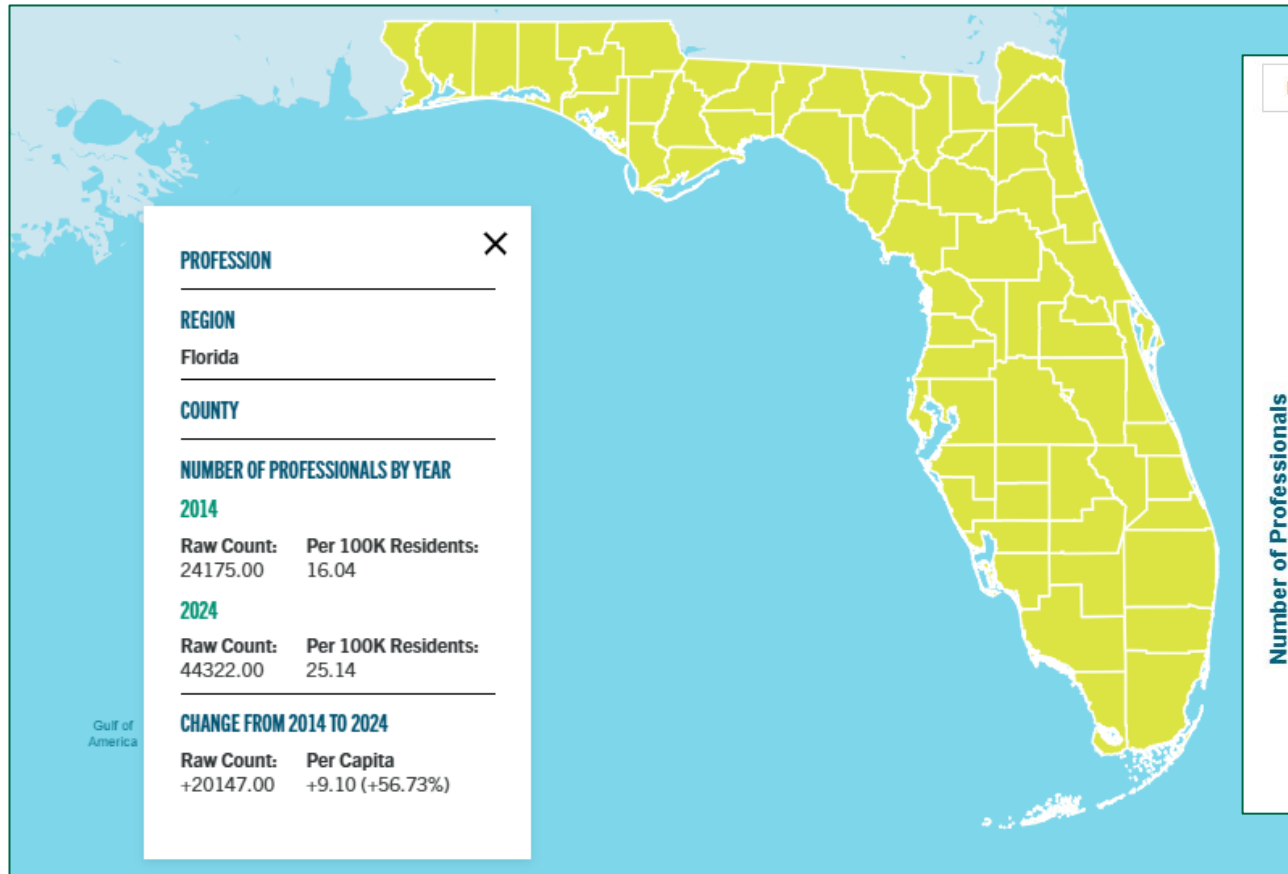 PROFESSION
REGION
Florida
COUNTY
NUMBER OF PROFESSIONALS BY YEAR
2014
Raw Count: Per 100K Residents:
24175.00 16.04
2024
Raw Count: Per 100K Residents:
44322.00 25.14
CHANGE FROM 2014 TO 2024
Raw Count: Per Capita
+20147.00 +9.10 (+56.73%)
Gulf of
America
Number of Professionals